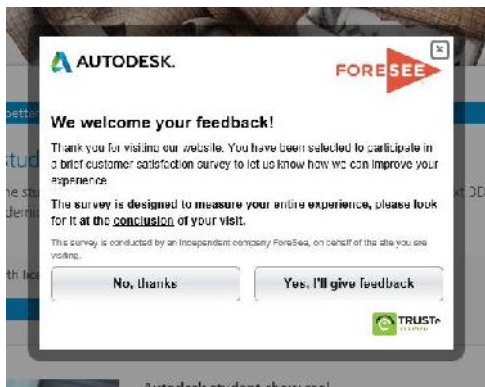 AUTODESK.
FORESEE
better
We welcome your feedback!
stud
Thank you for visiting our website. You have been selected to participate in
a brief customer satisfaction survey to let us know how we can improve your
experience.
The survey is designed to measure your entire experience, please look
for it at the conclusion of your visit.
This survey is conducted by an independent company ForeSee, on behalf of the site you are
visiting.
No, thanks
Yes, I'll give feedback
TRUSTe
Autodesk student showreel